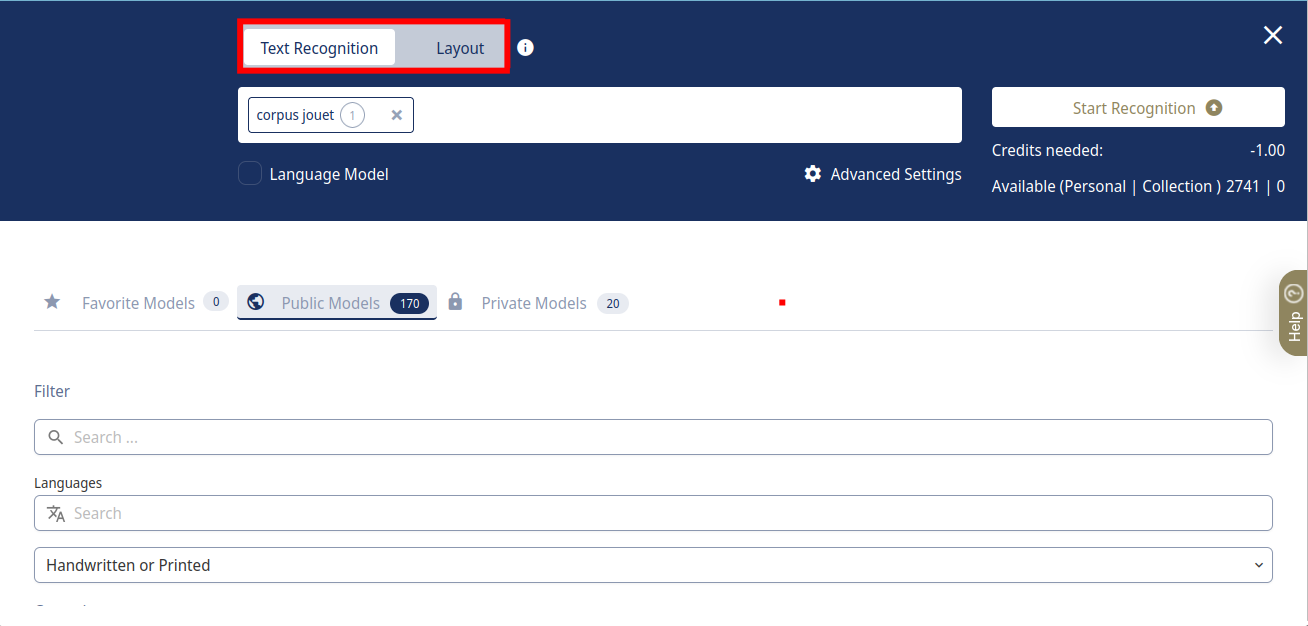 Text Recognition Layout
corpus jouet 1
Start Recognition
Credits needed: -1.00
Language Model Advanced Settings
Available (Personal | Collection ) 2741 | 0
Favorite Models 0 Public Models 170 Private Models 20
Help
Filter
Search ...
Languages
Search
Handwritten or Printed